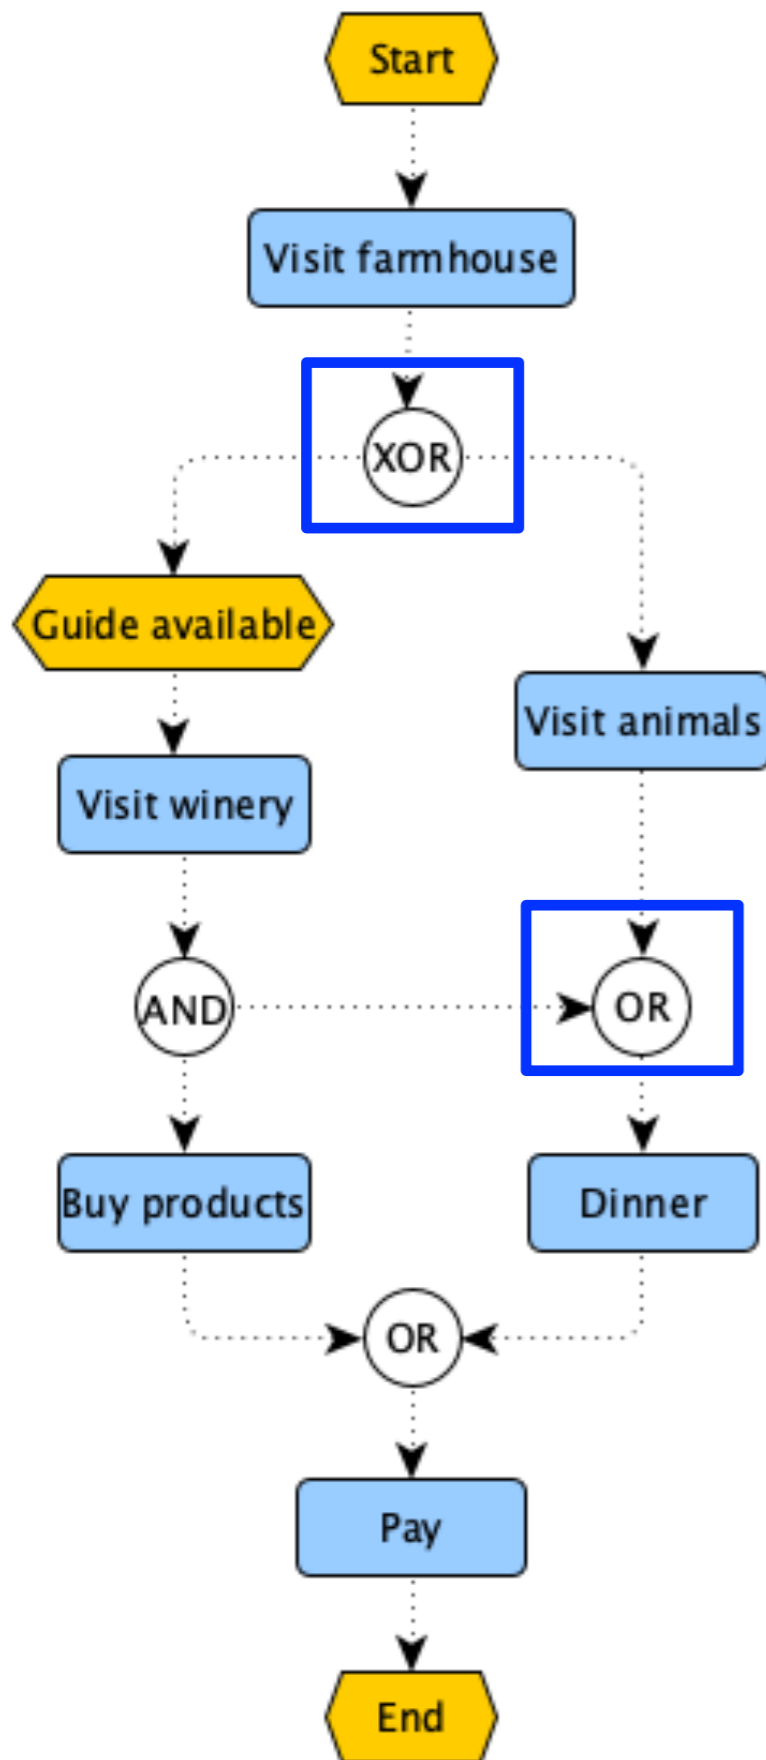 Start
Visit farmhouse
XOR
Guide available
Visit animals
Visit winery
AND
OR
Buy products
Dinner
OR
Pay
End